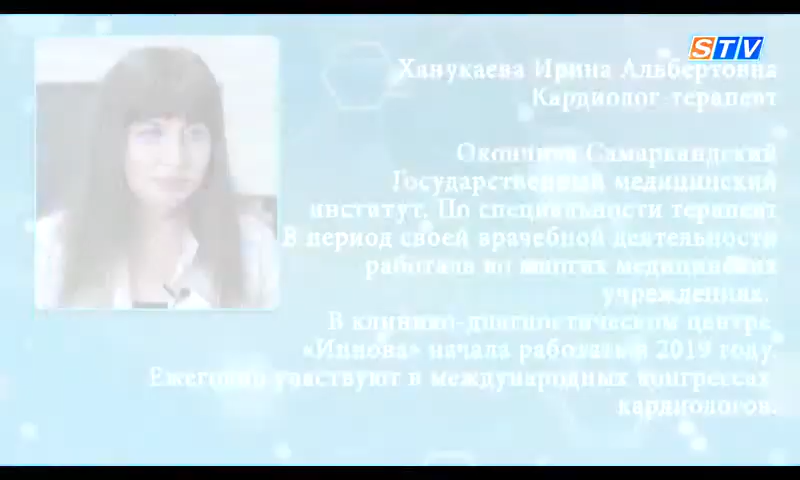 STV
Ханукаева Ирина Альбертовна
Кардиолог-терапевт
Окончила Самаркандский
Государственный медицинский
институт. По специальности терапевт
В период своей врачебной деятельности
работала во многих медицинских
учреждениях.
В клинико-диагностическом центре
«Иннова» начала работать в 2019 году.
Ежегодно участвуют в международных конгрессах
кардиологов.